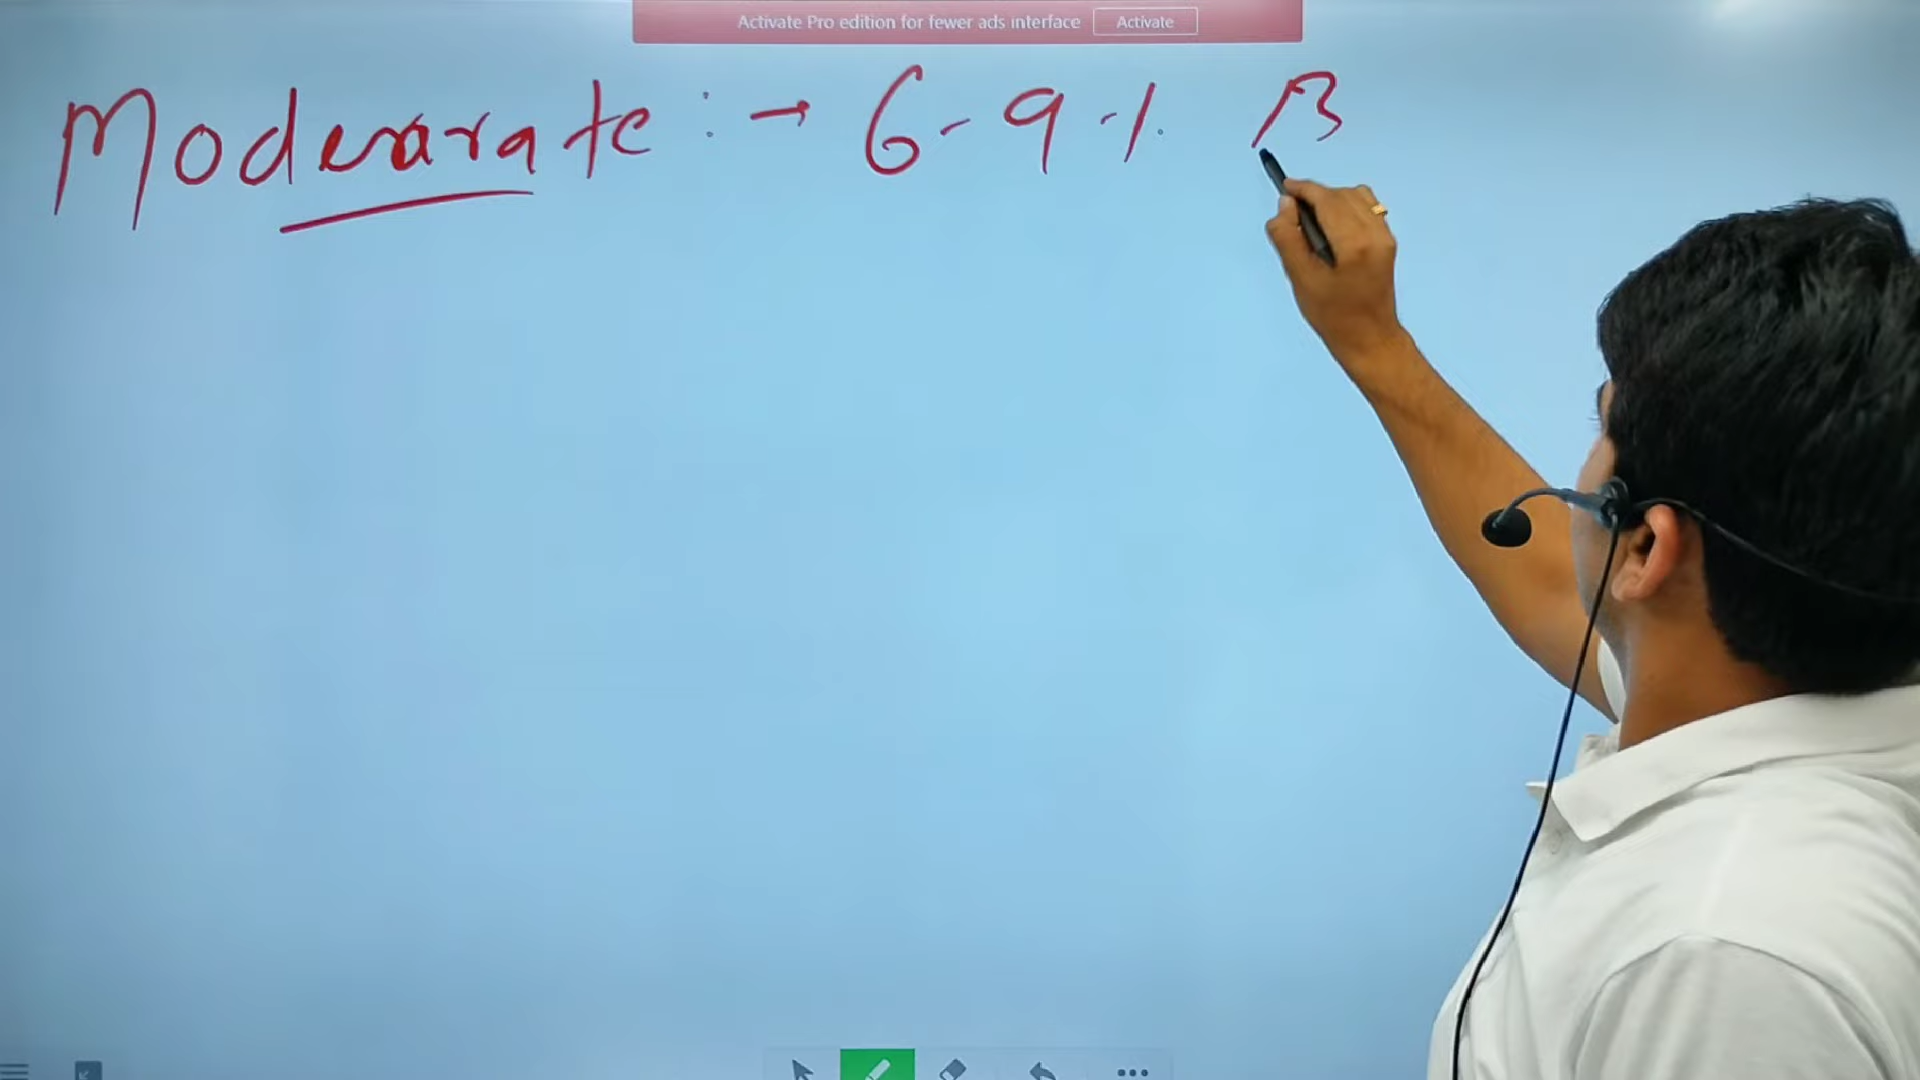 Activate Pro edition for fewer ads interface Activate
Moderarate :→ 6-9 % B